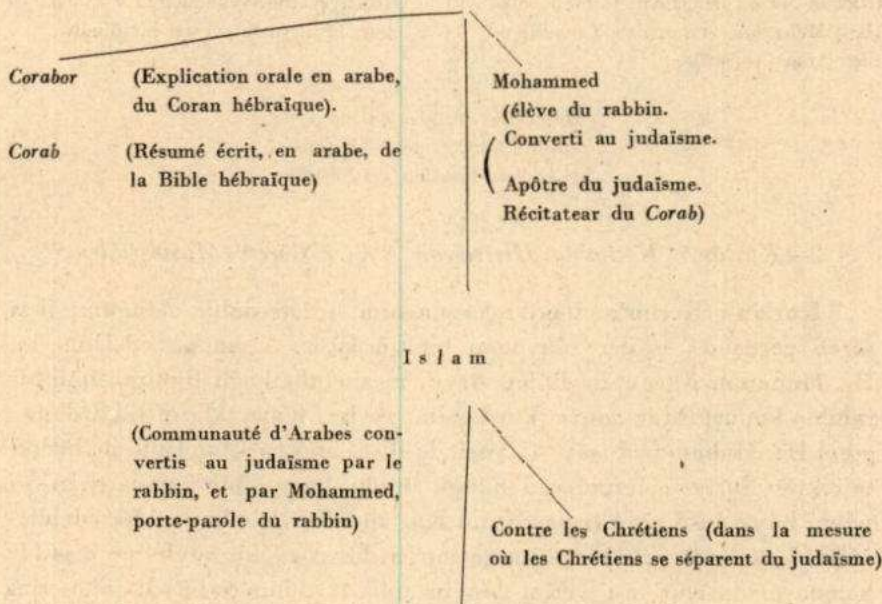 Corabor (Explication orale en arabe,
du Coran hébraïque).
Corab (Résumé écrit, en arabe, de
la Bible hébraïque)
Mohammed
(élève du rabbin.
Converti au judaïsme.
Apôtre du judaïsme.
Récitatear du Corab)
Islam
(Communauté d'Arabes con-
vertis au judaïsme par le
rabbin, et par Mohammed,
porte-parole du rabbin)
Contre les Chrétiens (dans la mesure
où les Chrétiens se séparent du judaïsme)